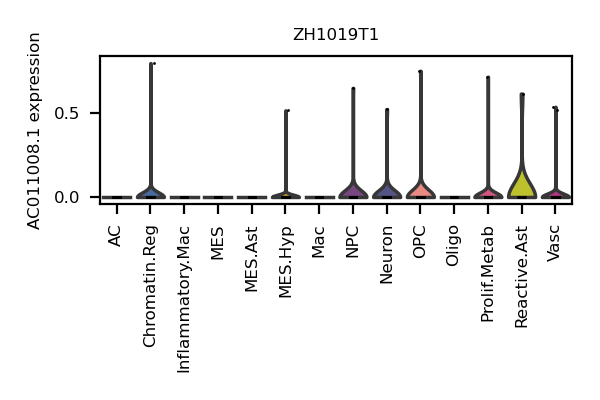 ZH1019T1
AC011008.1 expression
0.5
0.0
AC
Chromatin.Reg
Inflammatory.Mac
MES
MES.Ast
MES.Hyp
Mac
NPC
Neuron
OPC
Oligo
Prolif.Metab
Reactive.Ast
Vasc